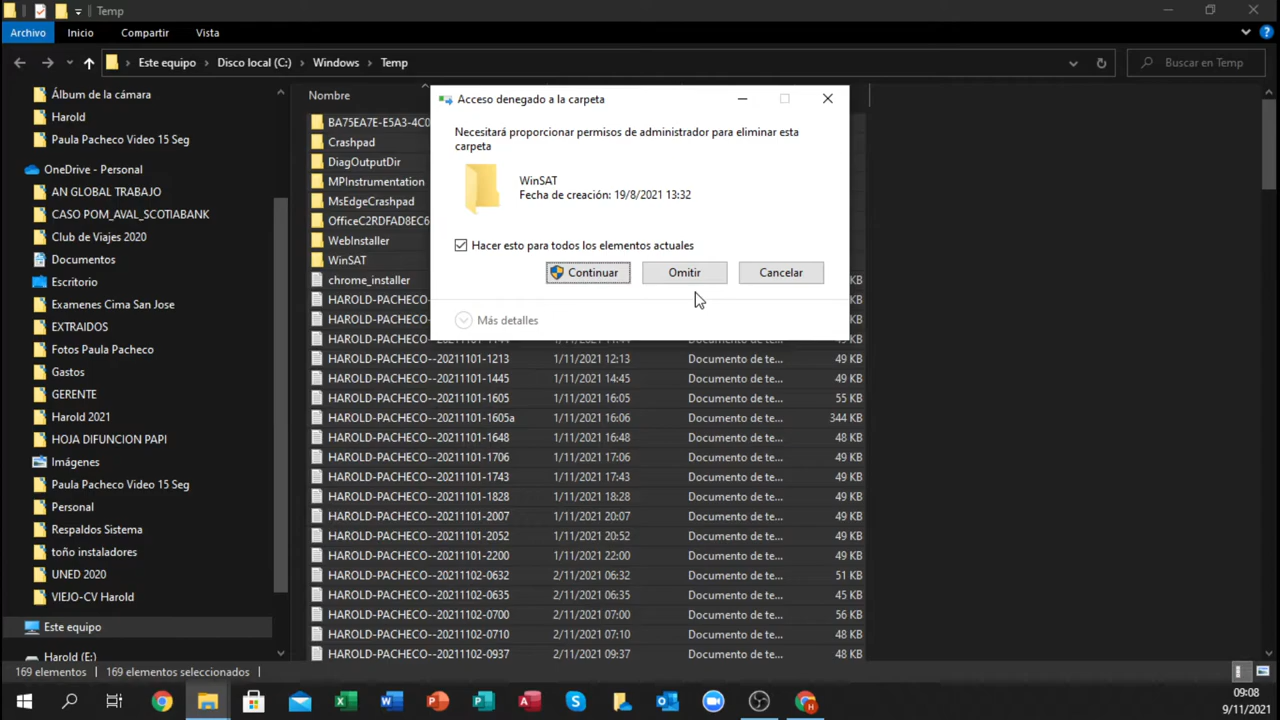 Temp
Archivo Inicio Compartir Vista
Este equipo Disco local (C:) Windows Temp
Buscar en Temp
Álbum de la cámara
Harold
Paula Pacheco Video 15 Seg
OneDrive - Personal
AN GLOBAL TRABAJO
CASO POM_AVAL_SCOTIABANK
Club de Viajes 2020
Documentos
Escritorio
Examenes Cima San Jose
EXTRAIDOS
Fotos Paula Pacheco
Gastos
GERENTE
Harold 2021
HOJA DIFUNCION PAPI
Imágenes
Paula Pacheco Video 15 Seg
Personal
Respaldos Sistema
toño instaladores
UNED 2020
VIEJO-CV Harold
Este equipo
Harold (E:)
Nombre
BA75EA7E-E5A3-4C0
Crashpad
DiagOutputDir
MPInstrumentation
MsEdgeCrashpad
OfficeC2RDFAD8EC6
WebInstaller
WinSAT
chrome_installer KB
HAROLD-PACHECO-- KB
HAROLD-PACHECO-- KB
HAROLD-PACHECO--20211101-1213 1/11/2021 12:13 Documento de te... 49 KB
HAROLD-PACHECO--20211101-1445 1/11/2021 14:45 Documento de te... 49 KB
HAROLD-PACHECO--20211101-1605 1/11/2021 16:05 Documento de te... 55 KB
HAROLD-PACHECO--20211101-1605a 1/11/2021 16:06 Documento de te... 344 KB
HAROLD-PACHECO--20211101-1648 1/11/2021 16:48 Documento de te... 48 KB
HAROLD-PACHECO--20211101-1706 1/11/2021 17:06 Documento de te... 49 KB
HAROLD-PACHECO--20211101-1743 1/11/2021 17:43 Documento de te... 49 KB
HAROLD-PACHECO--20211101-1828 1/11/2021 18:28 Documento de te... 49 KB
HAROLD-PACHECO--20211101-2007 1/11/2021 20:07 Documento de te... 49 KB
HAROLD-PACHECO--20211101-2052 1/11/2021 20:52 Documento de te... 49 KB
HAROLD-PACHECO--20211101-2200 1/11/2021 22:00 Documento de te... 49 KB
HAROLD-PACHECO--20211102-0632 2/11/2021 06:32 Documento de te... 51 KB
HAROLD-PACHECO--20211102-0635 2/11/2021 06:35 Documento de te... 45 KB
HAROLD-PACHECO--20211102-0700 2/11/2021 07:00 Documento de te... 56 KB
HAROLD-PACHECO--20211102-0710 2/11/2021 07:10 Documento de te... 48 KB
HAROLD-PACHECO--20211102-0937 2/11/2021 09:37 Documento de te... 48 KB
Acceso denegado a la carpeta
Necesitará proporcionar permisos de administrador para eliminar esta
carpeta
WinSAT
Fecha de creación: 19/8/2021 13:32
Hacer esto para todos los elementos actuales
Continuar Omitir Cancelar
Más detalles
169 elementos 169 elementos seleccionados
09:08
9/11/2021